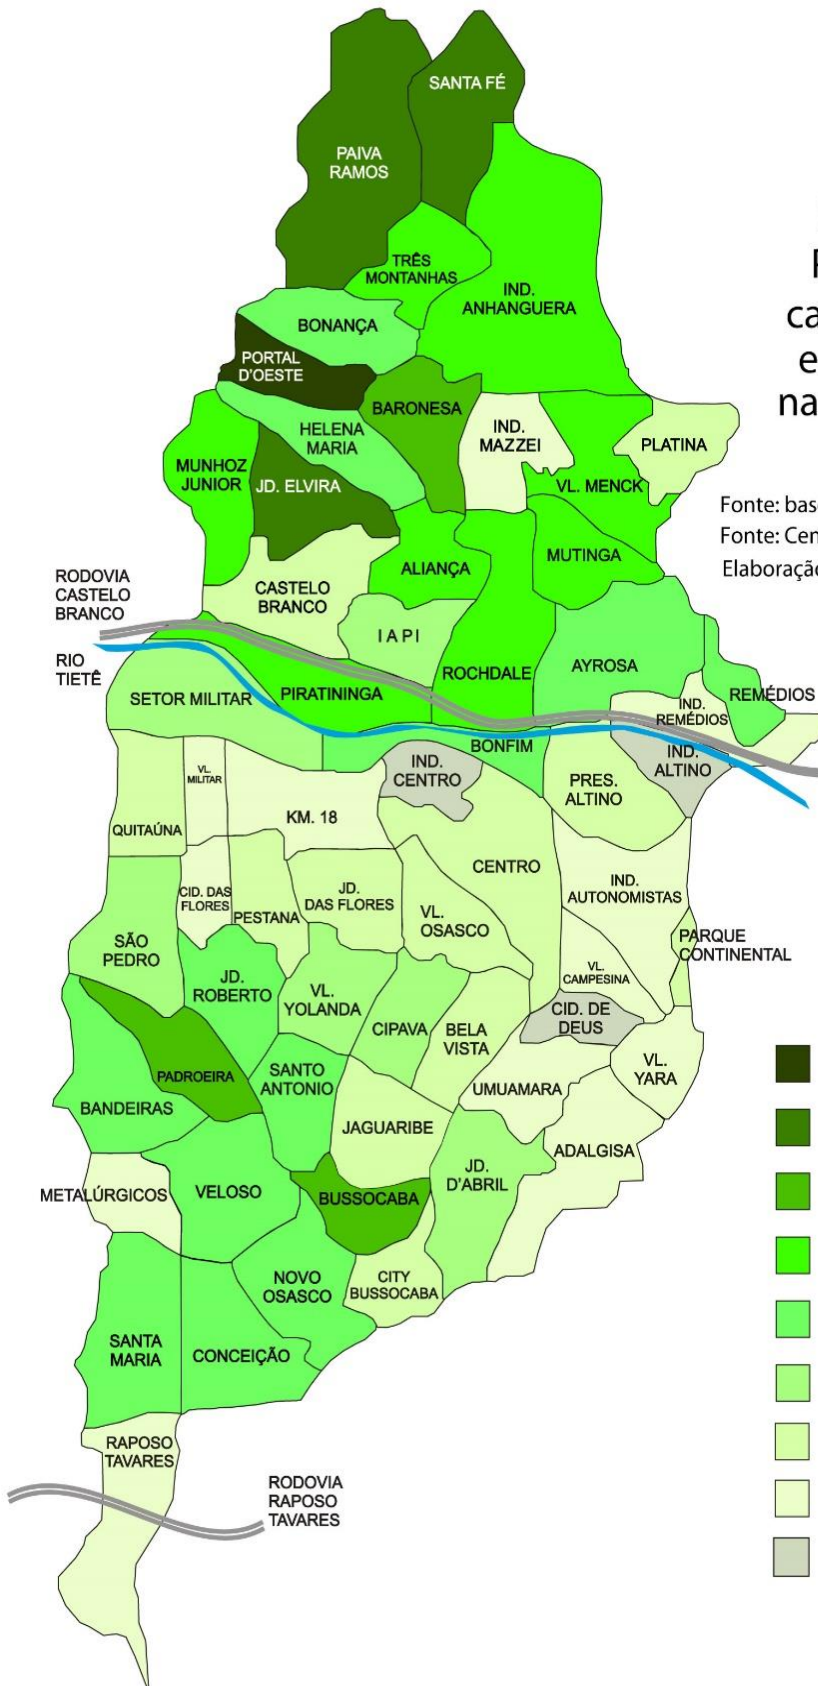 SANTA FÉ
PAIVA
RAMOS
P
TRÊS
MONTANHAS
IND.
ANHANGUERA
ca
e
na
BONANÇA
PORTAL
D'OESTE
BARONESA
HELENA
MARIA
IND.
MAZZEI
PLATINA
MUNHOZ
JUNIOR
JD. ELVIRA
VL. MENCK
Fonte: bas
Fonte: Cen
Elaboração
MUTINGA
ALIANÇA
RODOVIA
CASTELO
BRANCO
CASTELO
BRANCO
I A P I
ROCHDALE
AYROSA
RIO
TIETÊ
SETOR MILITAR
PIRATININGA
REMÉDIOS
IND.
REMÉDIOS
BONFIM
IND.
ALTINO
IND.
CENTRO
PRES.
ALTINO
VL.
MILITAR
KM. 18
QUITAÚNA
CENTRO
IND.
AUTONOMISTAS
CID. DAS
FLORES
PESTANA
JD.
DAS FLORES
VL.
OSASCO
PARQUE
CONTINENTAL
SÃO
PEDRO
JD.
ROBERTO
VL.
YOLANDA
CIPAVA
BELA
VISTA
VL.
CAMPESINA
CID. DE
DEUS
VL.
YARA
PADROEIRA
SANTO
ANTONIO
UMUAMARA
BANDEIRAS
JAGUARIBE
ADALGISA
JD.
D'ABRIL
METALÚRGICOS
VELOSO
BUSSOCABA
NOVO
OSASCO
CITY
BUSSOCABA
SANTA
MARIA
CONCEIÇÃO
RAPOSO
TAVARES
RODOVIA
RAPOSO
TAVARES